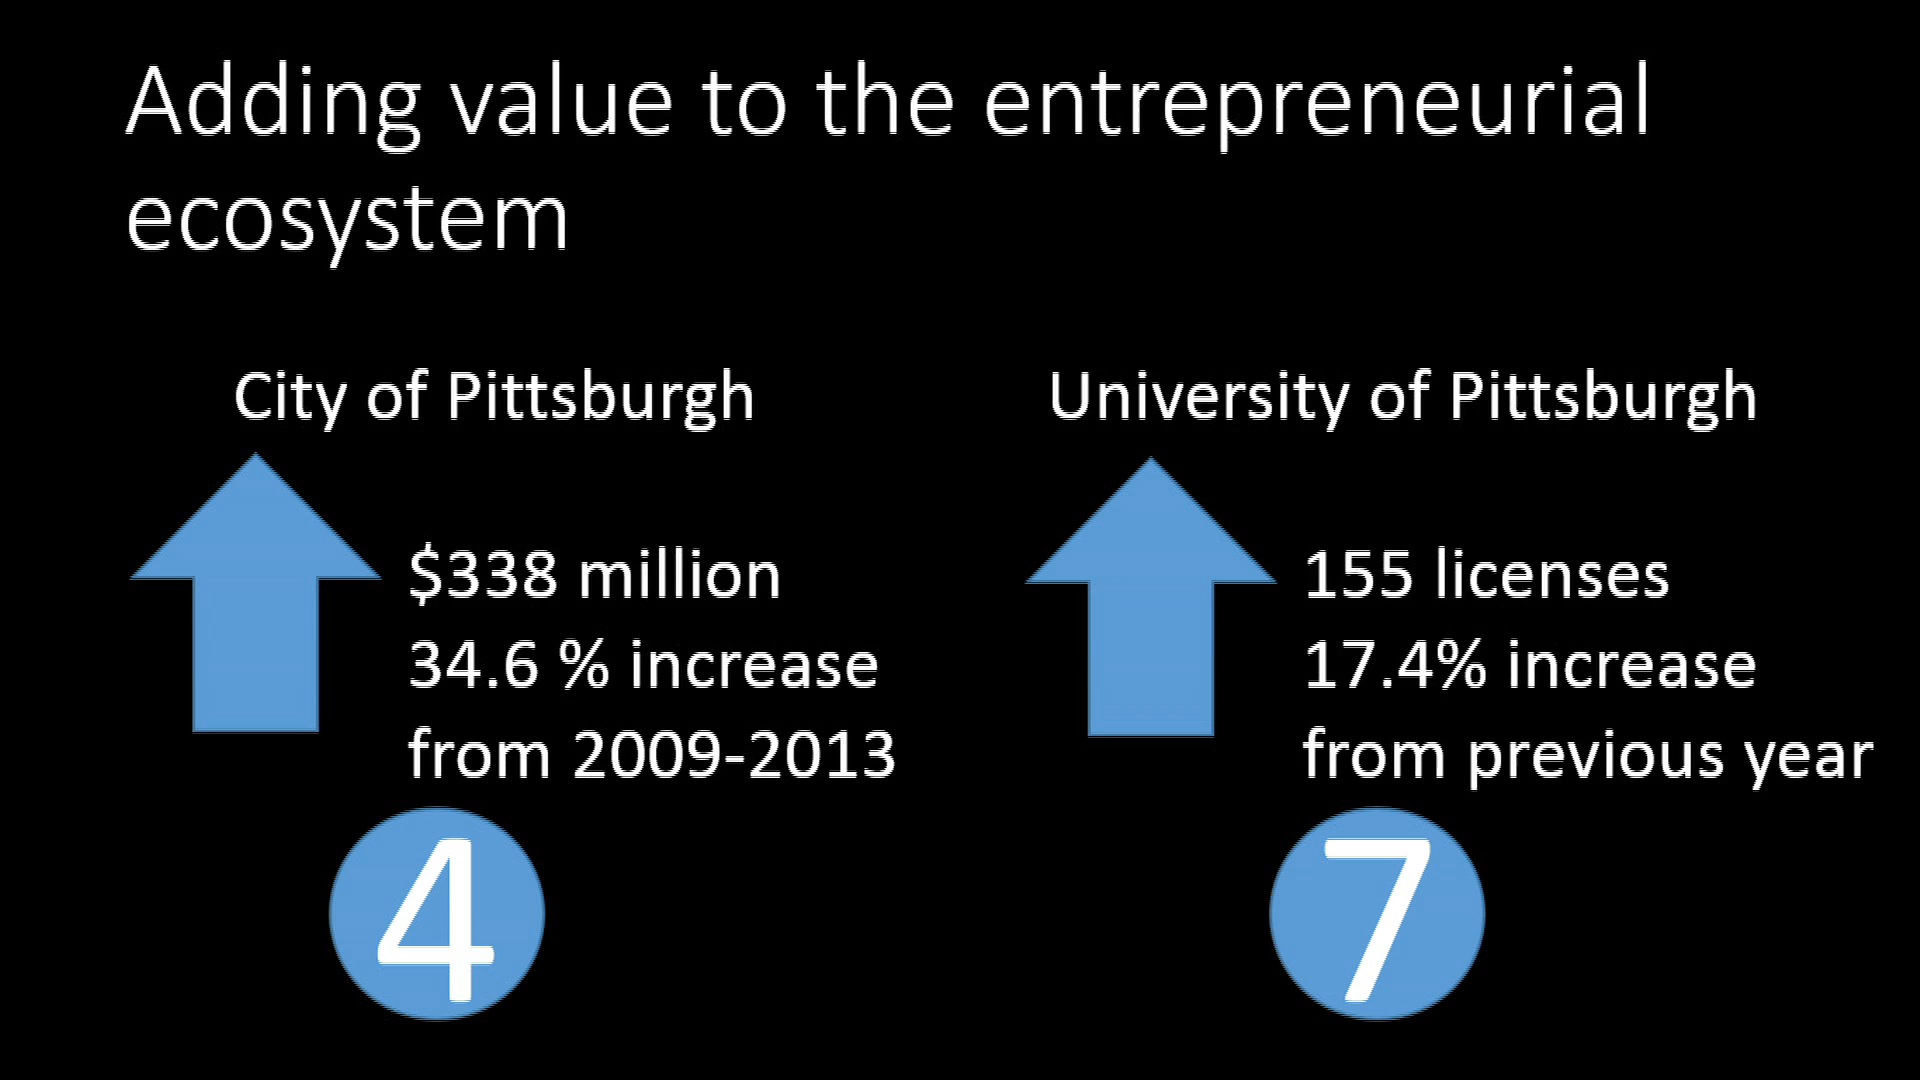 Adding value to the entrepreneurial
ecosystem
City of Pittsburgh
$338 million
34.6 % increase
from 2009-2013
4
University of Pittsburgh
155 licenses
17.4% increase
from previous year
7